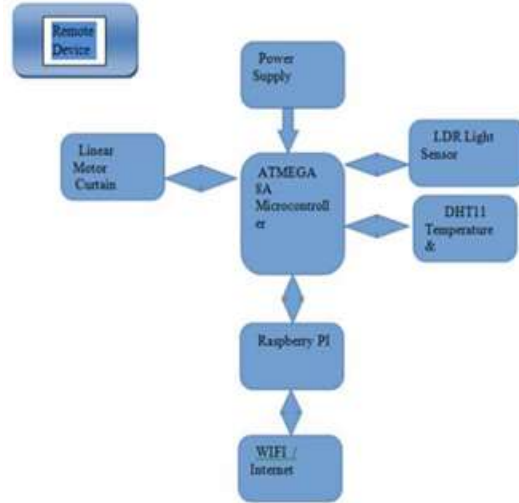 Remote
Device
Power
Supply
Linear
Motor
Curtain
ATMEGA
8A
Microcontroll
er
LDR Light
Sensor
DHT11
Temperature
&
Raspberry PI
WIFI /
Internet